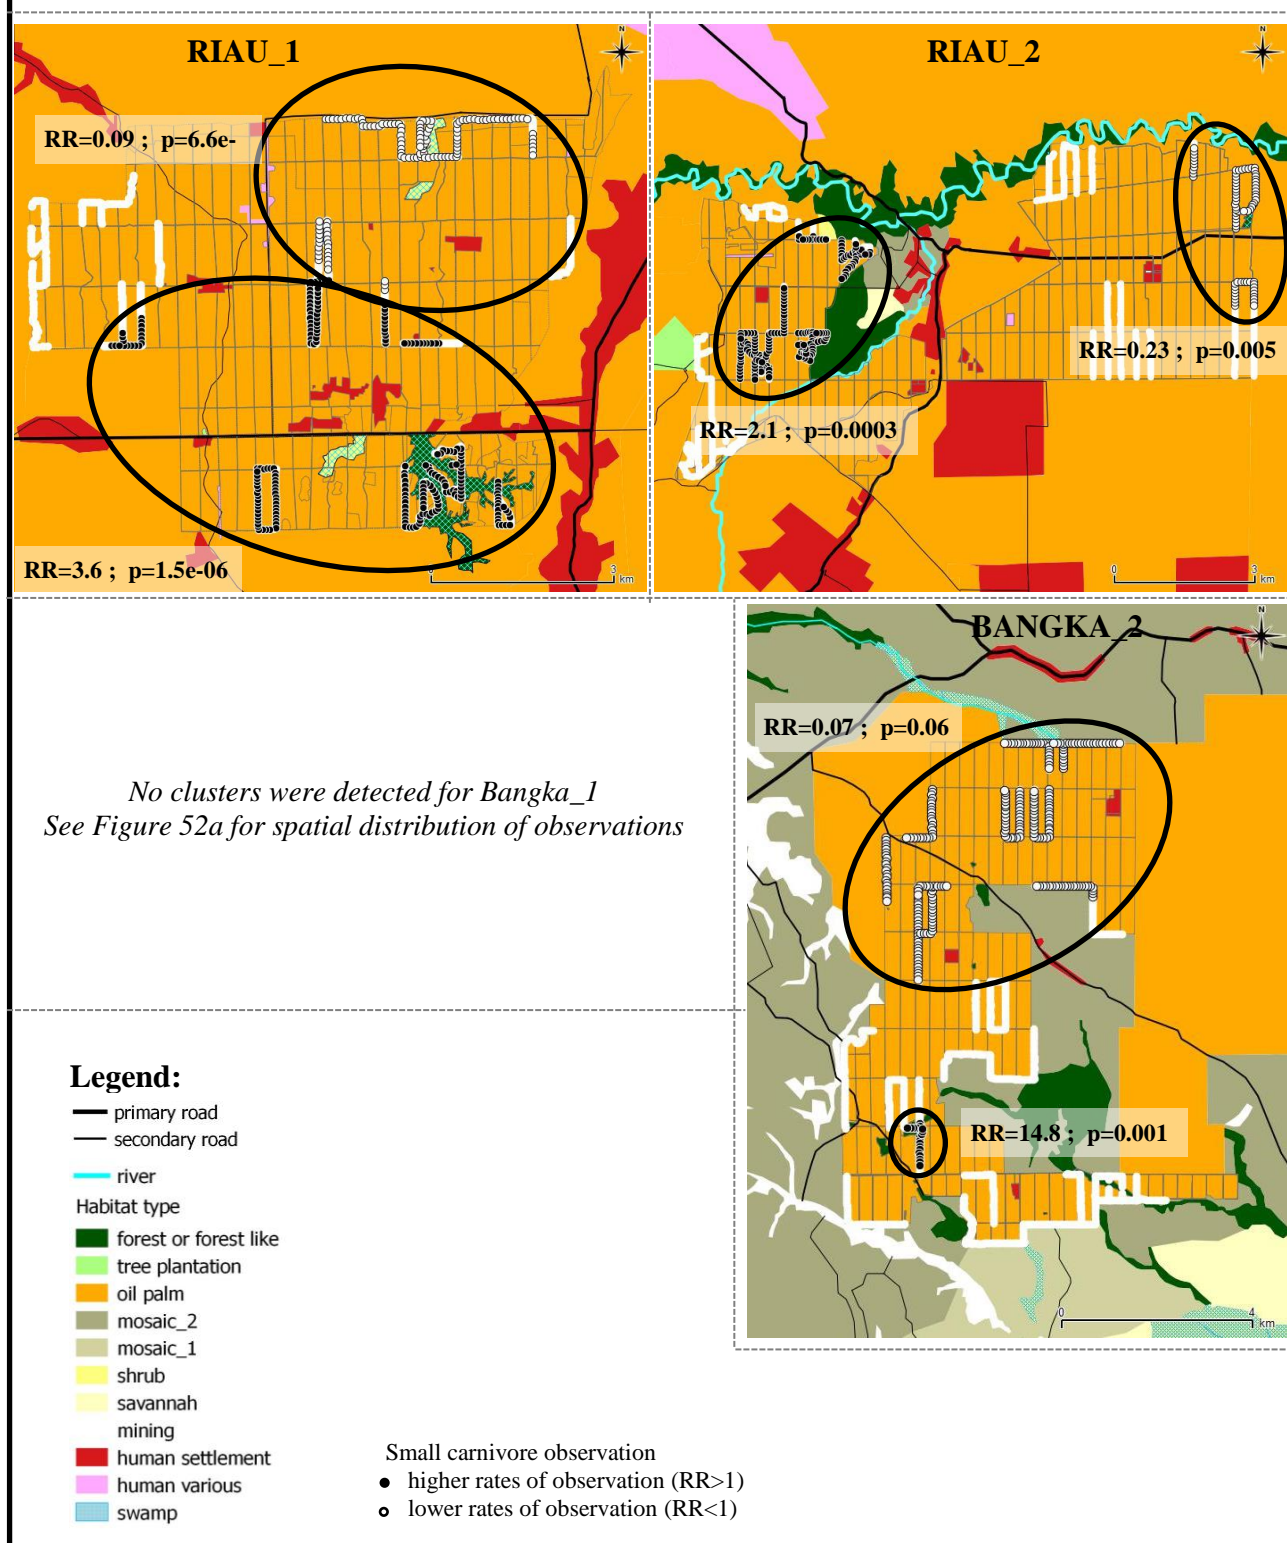 RIAU_1
N
RR=0.09 ; p=6.6e-
RR=3.6 ; p=1.5e-06
0 3
km
RIAU_2
N
RR=0.23 ; p=0.005
RR=2.1 ; p=0.0003
0 3
km
No clusters were detected for Bangka_1
See Figure 52a for spatial distribution of observations
BANGKA_2
N
RR=0.07 ; p=0.06
RR=14.8 ; p=0.001
0 4
km
Legend:
primary road
secondary road
river
Habitat type
forest or forest like
tree plantation
oil palm
mosaic_2
mosaic_1
shrub
savannah
mining
human settlement
human various
swamp
Small carnivore observation
higher rates of observation (RR>1)
lower rates of observation (RR<1)